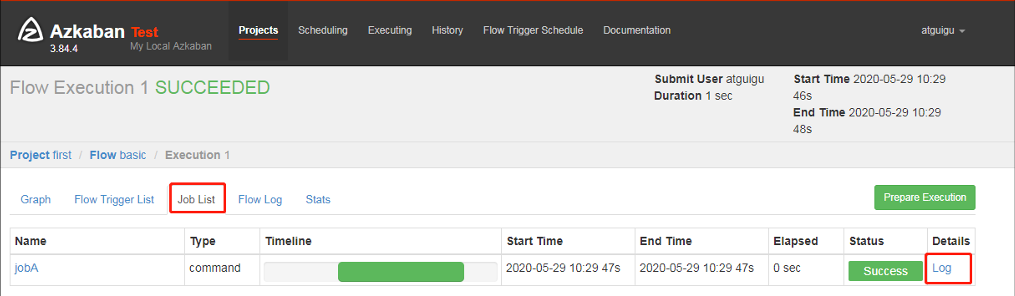 Azkaban Test
3.84.4 My Local Azkaban
Projects Scheduling Executing History Flow Trigger Schedule Documentation atguigu
Flow Execution 1 SUCCEEDED
Submit User atguigu
Duration 1 sec
Start Time 2020-05-29 10:29
46s
End Time 2020-05-29 10:29
48s
Project first / Flow basic / Execution 1
Graph Flow Trigger List Job List Flow Log Stats Prepare Execution
Name Type Timeline Start Time End Time Elapsed Status Details
jobA command 2020-05-29 10:29 47s 2020-05-29 10:29 47s 0 sec Success Log